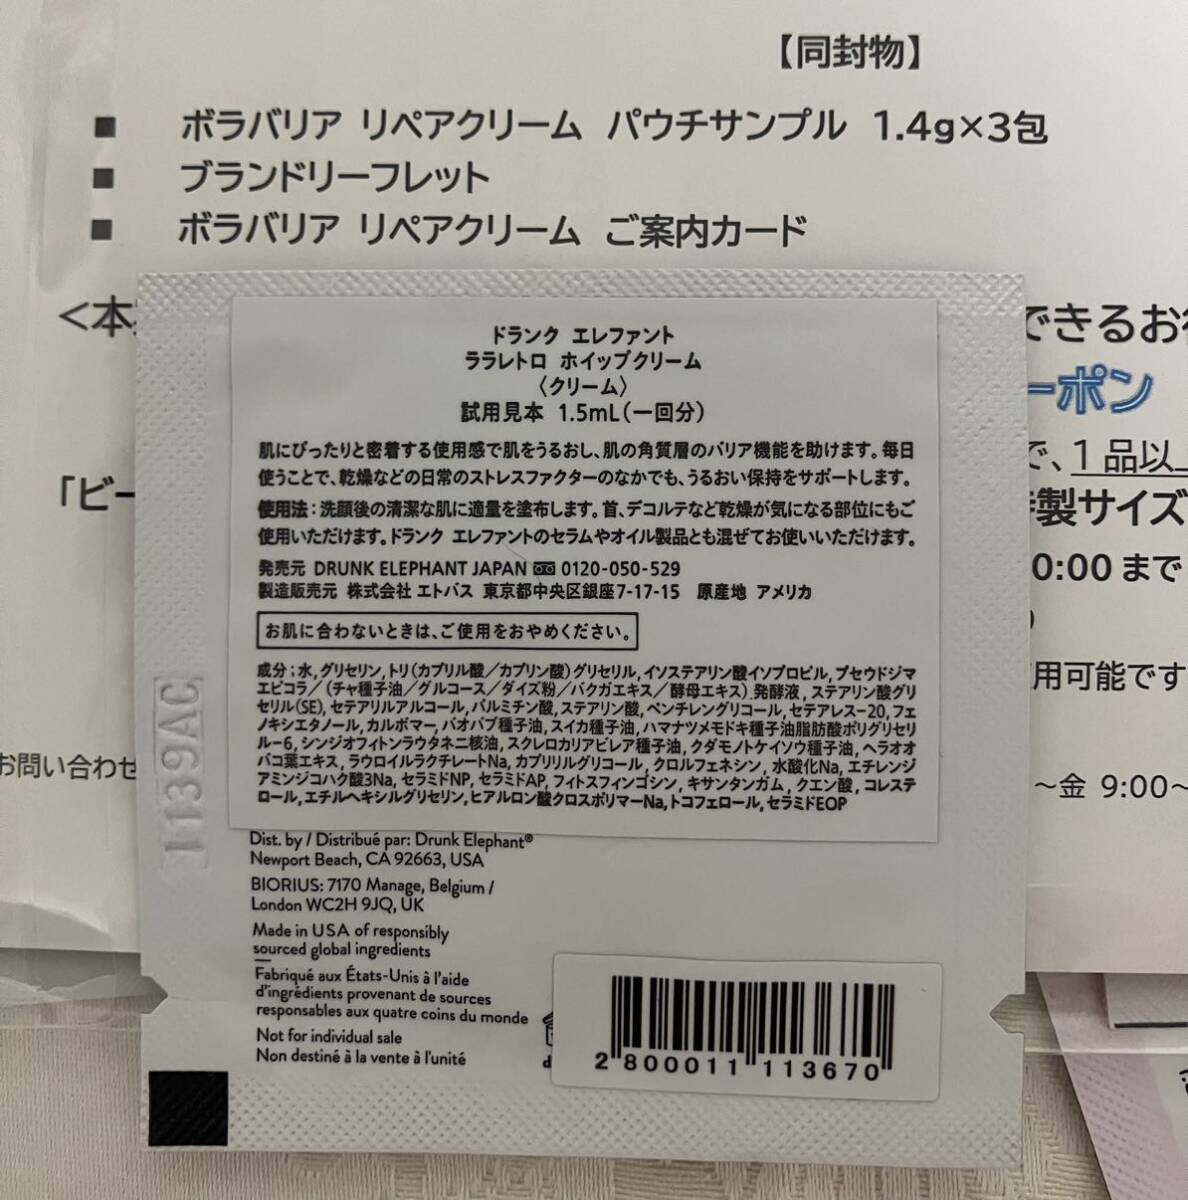 【同封物】
■ ボラバリア リペアクリーム パウチサンプル 1.4g×3包
■ ブランドリーフレット
■ ボラバリア リペアクリーム ご案内カード
<本
できるお
ーポン
で、1品以
「ビー
製サイズ
0:00まで
用可能です
お問い合わせ
～金 9:00～
ドランク エレファント
ララレトロ ホイップクリーム
〈クリーム〉
試用見本 1.5mL(一回分)
肌にぴったりと密着する使用感で肌をうるおし、肌の角質層のバリア機能を助けます。毎日
使うことで、乾燥などの日常のストレスファクターのなかでも、うるおい保持をサポートします。
使用法:洗顔後の清潔な肌に適量を塗布します。首、デコルテなど乾燥が気になる部位にもご
使用いただけます。ドランク エレファントのセラムやオイル製品とも混ぜてお使いいただけます。
発売元 DRUNK ELEPHANT JAPAN 0120-050-529
製造販売元 株式会社 エトバス 東京都中央区銀座7-17-15 原産地 アメリカ
お肌に合わないときは、ご使用をおやめください。
成分:水,グリセリン,トリ(カプリル酸/カプリン酸)グリセリル,イソステアリン酸イソプロピル,プセウドジマ
エピコラ/(チャ種子油/グルコース/ダイズ粉/バクガエキス/酵母エキス)発酵液,ステアリン酸グリ
セリル(SE),セテアリルアルコール,パルミチン酸,ステアリン酸,ペンチレングリコール,セテアレス-20,フェ
ノキシエタノール,カルボマー,バオバブ種子油,スイカ種子油,ハマナツメモドキ種子油脂肪酸ポリグリセリ
ル-6,シンジオフィトンラウタネニ核油,スクレロカリアビレア種子油,クダモノトケイソウ種子油,ヘラオオ
バコ葉エキス,ラウロイルラクチレートNa,カプリリルグリコール,クロルフェネシン,水酸化Na,エチレンジ
アミンジコハク酸3Na,セラミドNP,セラミドAP,フィトスフィンゴシン,キサンタンガム,クエン酸,コレステ
ロール,エチルヘキシルグリセリン,ヒアルロン酸クロスポリマーNa,トコフェロール,セラミドEOP
1139AC
Dist. by / Distribué par: Drunk Elephant®
Newport Beach, CA 92663, USA
BIORIUS: 7170 Manage, Belgium /
London WC2H 9JQ, UK
Made in USA of responsibly
sourced global ingredients
Fabriqué aux États-Unis à l'aide
d'ingrédients provenant de sources
responsables aux quatre coins du monde
Not for individual sale
Non destiné à la vente à l'unité
2 800011 113670